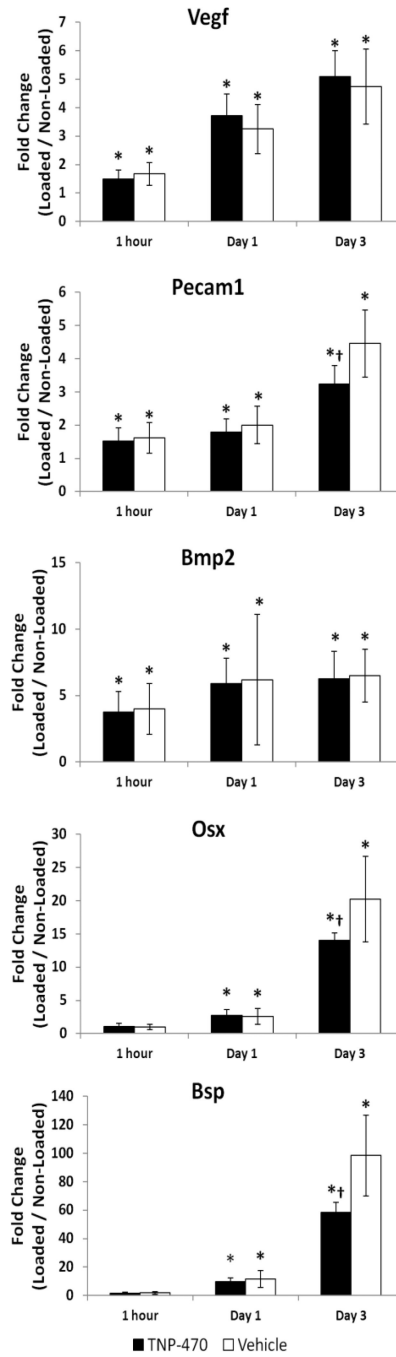 Vegf
Fold Change
(Loaded / Non-Loaded)
7
6
5
4
3
2
1
0
* *
* *
* *
1 hour Day 1 Day 3
Pecam1
Fold Change
(Loaded / Non-Loaded)
6
5
4
3
2
1
0
* *
* *
*† *
1 hour Day 1 Day 3
Bmp2
Fold Change
(Loaded / Non-Loaded)
15
10
5
0
* *
* *
* *
1 hour Day 1 Day 3
Osx
Fold Change
(Loaded / Non-Loaded)
30
25
20
15
10
5
0
* *
*† *
1 hour Day 1 Day 3
Bsp
Fold Change
(Loaded / Non-Loaded)
140
120
100
80
60
40
20
0
* *
*† *
1 hour Day 1 Day 3
TNP-470 Vehicle